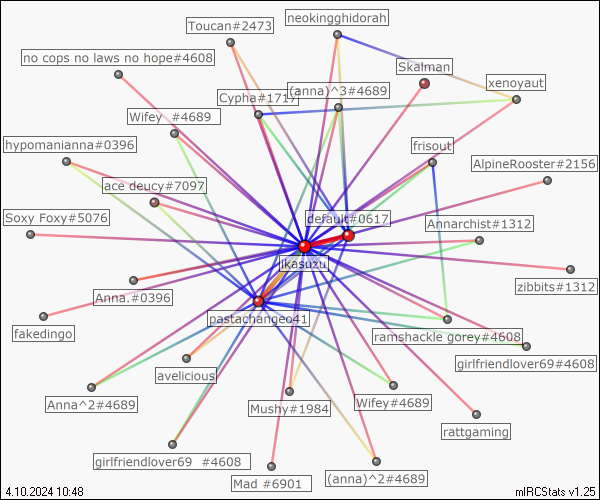 Toucan#2473
neokingghidorah
no cops no laws no hope#4608
Skalman
(anna)^3#4689
xenoyaut
Cypha#1717
Wifey_#4689
hypomanianna#0396
frisout
AlpineRooster#2156
ace deucy#7097
Soxy Foxy#5076
default#0617
Annarchist#1312
ikasuzu
zibbits#1312
Anna.#0396
pastachangeo41
fakedingo
ramshackle gorey#4608
girlfriendlover69#4608
avelicious
Anna^2#4689
Mushy#1984
Wifey#4689
rattgaming
girlfriendlover69_#4608
Mad #6901
(anna)^2#4689
4.10.2024 10:48
mIRCStats v1.25